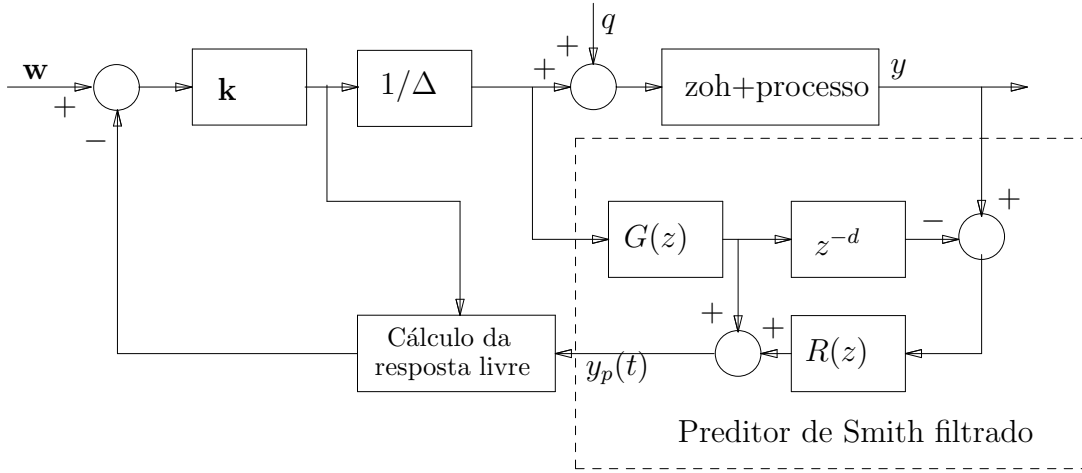 q
w
+
−
k
1/Δ
+
+
zoh+processo
y
G(z)
z^{-d}
−
+
+
+
R(z)
Cálculo da
resposta livre
y_p(t)
Preditor de Smith filtrado